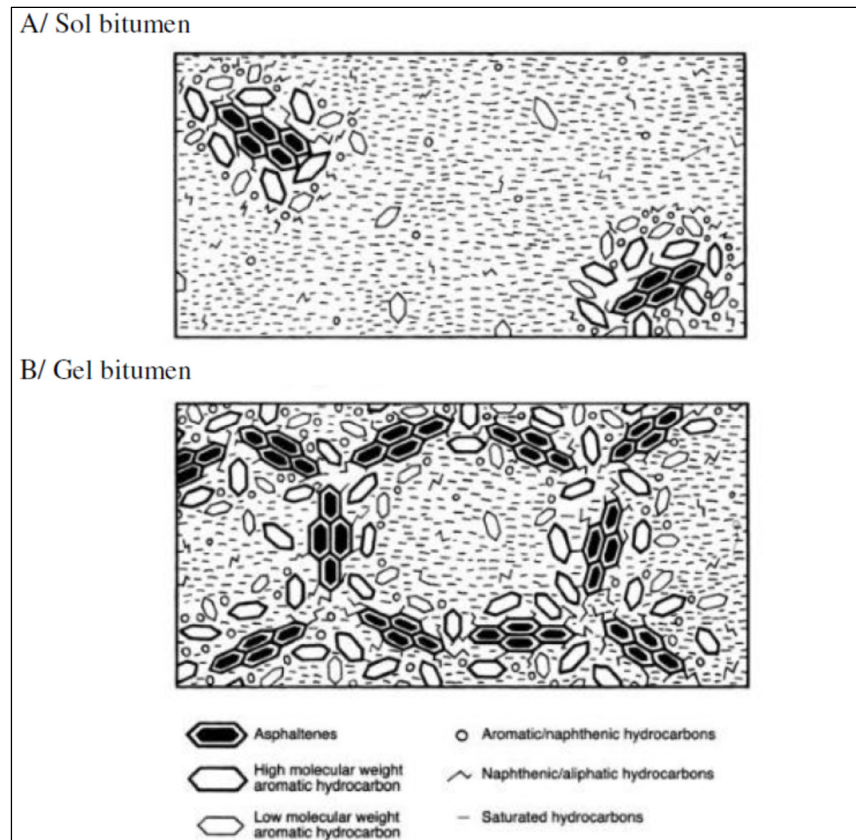 A/ Sol bitumen
B/ Gel bitumen
Asphaltenes
High molecular weight
aromatic hydrocarbon
Low molecular weight
aromatic hydrocarbon
Aromatic/naphthenic hydrocarbons
Naphthenic/aliphatic hydrocarbons
Saturated hydrocarbons